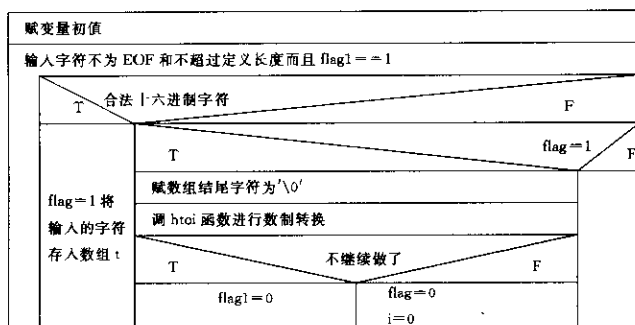 赋变量初值
输入字符不为 EOF 和不超过定义长度而且 flag1==1
T 合法十六进制字符 F
T flag=1 F
flag=1 将
输入的字符
存入数组 t
赋数组结尾字符为'\0'
调 htoi 函数进行数制转换
T 不继续做了 F
flag1=0
flag=0
i=0